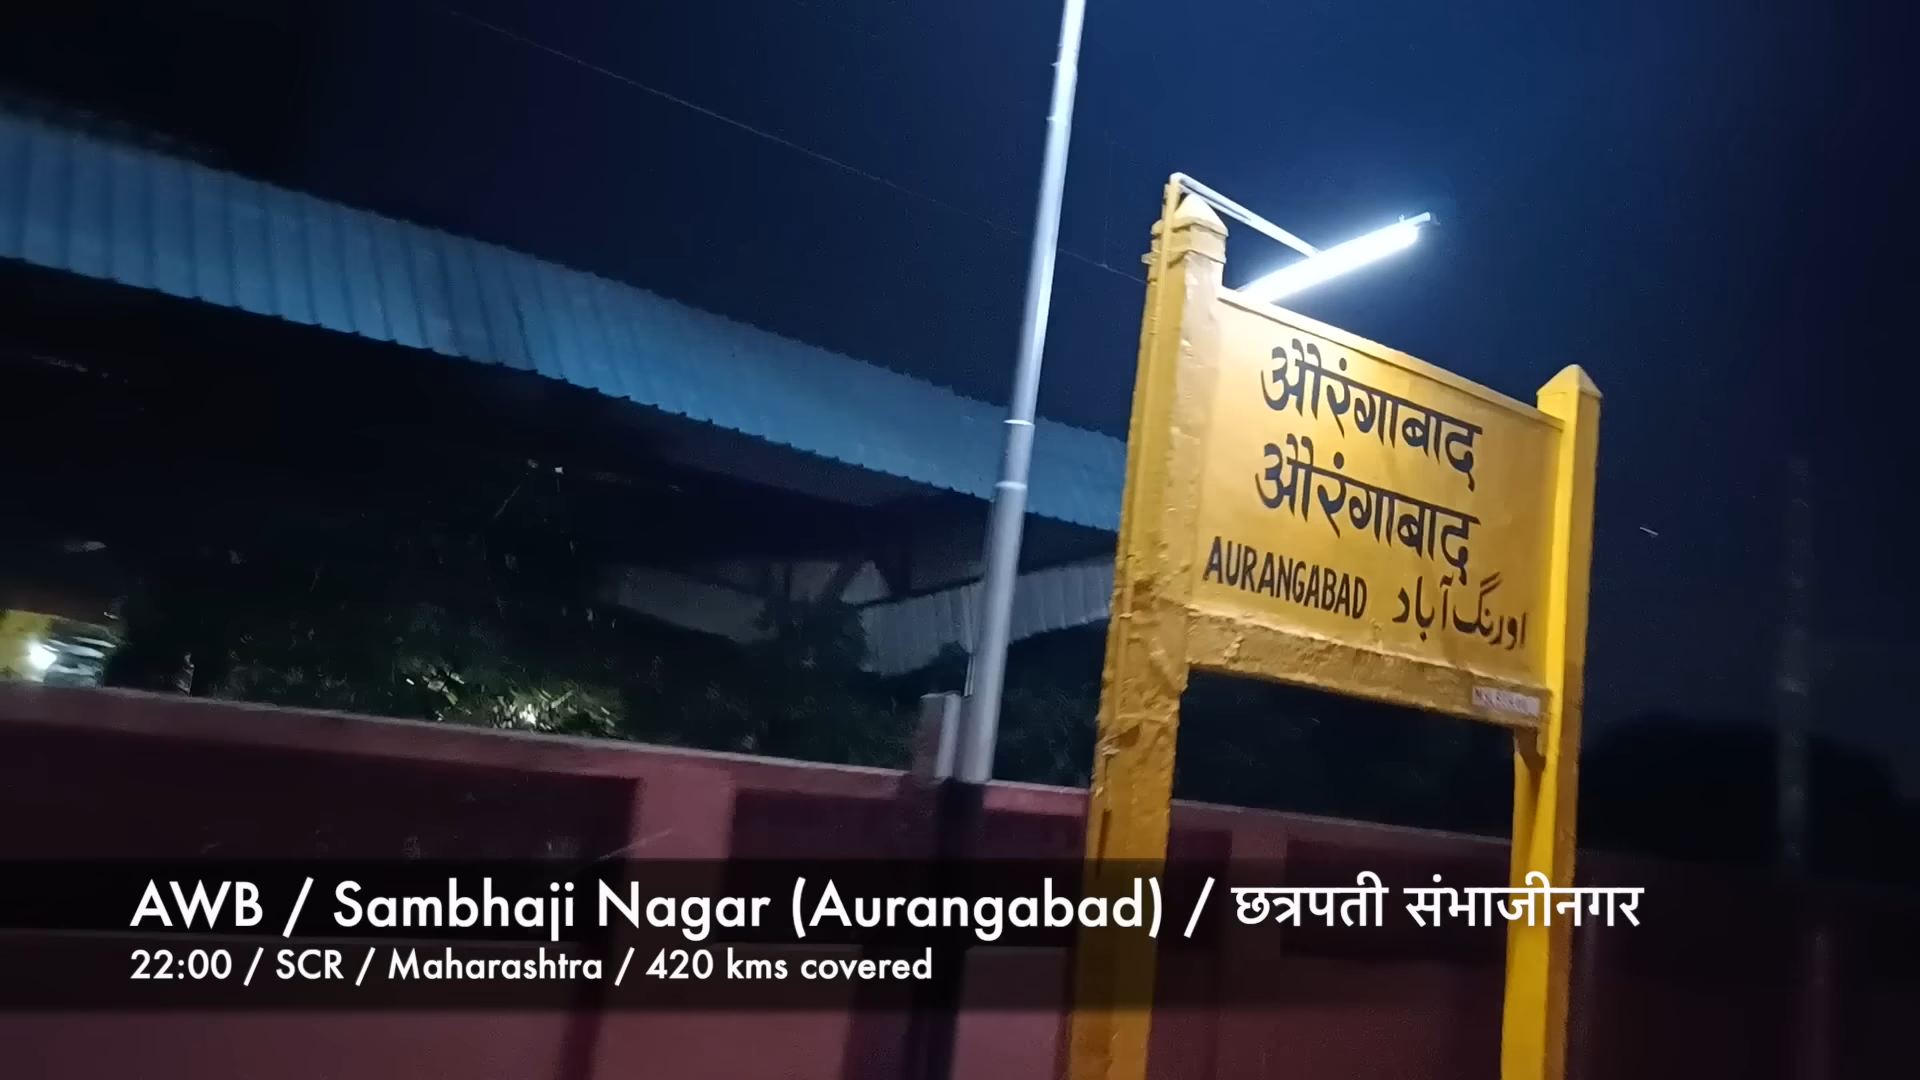 औरंगाबाद
औरंगाबाद
AURANGABAD اورنگ آباد
AWB / Sambhaji Nagar (Aurangabad) / छत्रपती संभाजीनगर
22:00 / SCR / Maharashtra / 420 kms covered